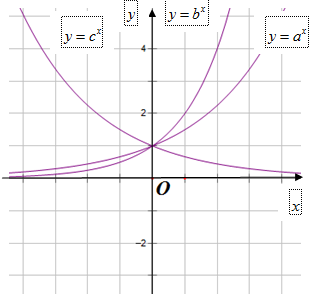 y
y = b^x
y = c^x
y = a^x
4
2
O
x
−2